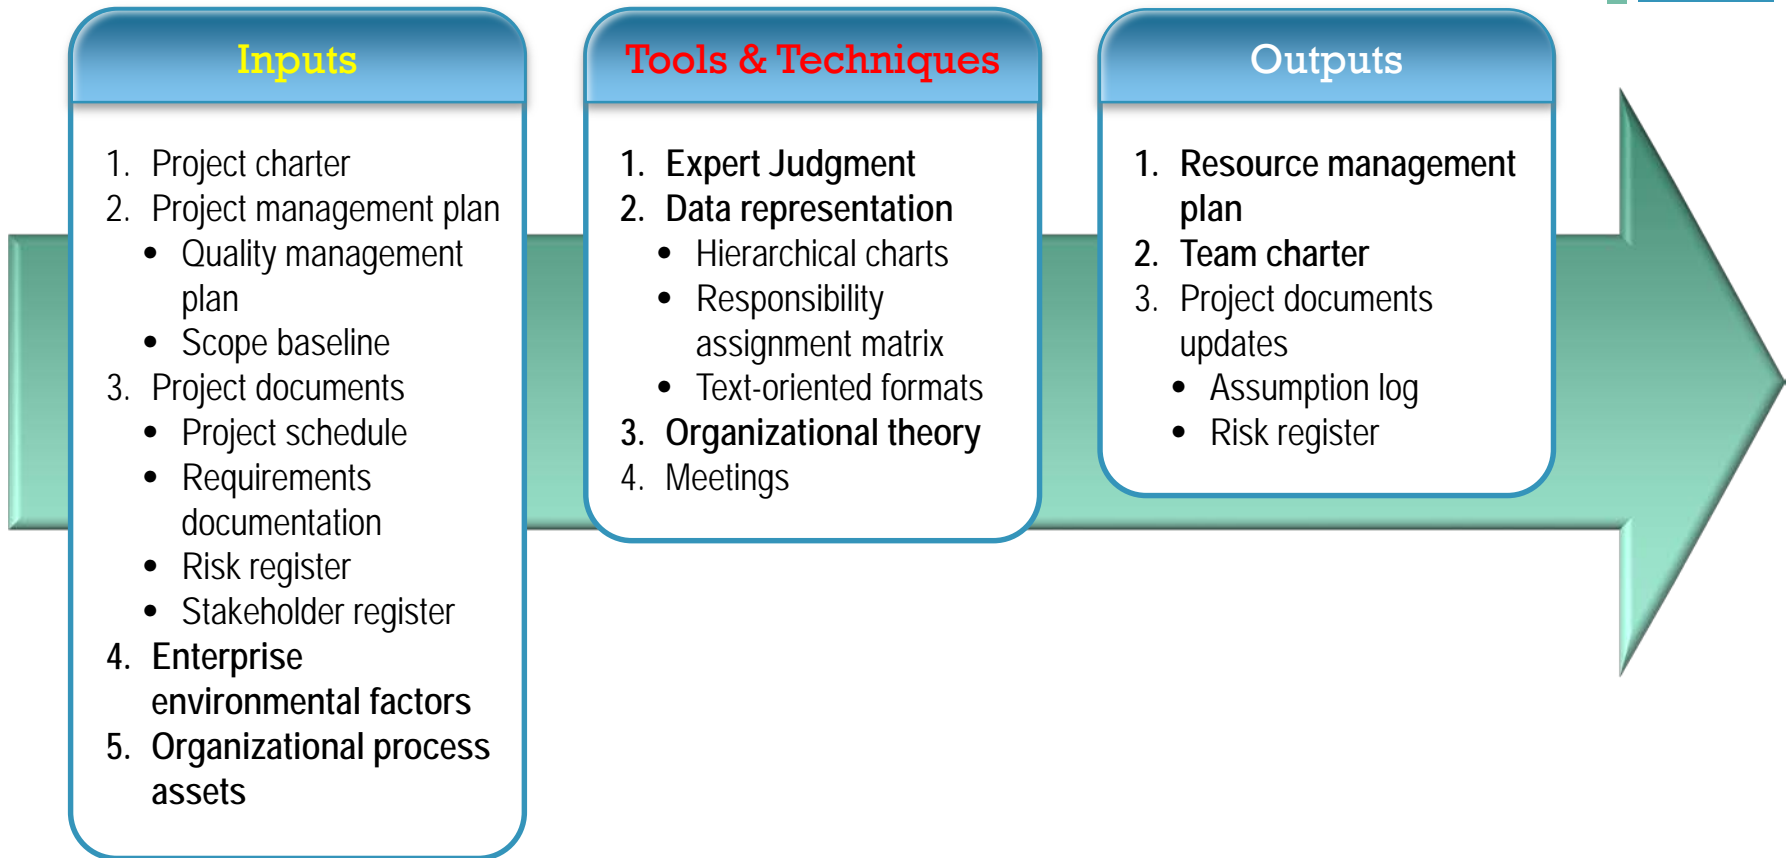 Inputs
1. Project charter
2. Project management plan
• Quality management
plan
• Scope baseline
3. Project documents
• Project schedule
• Requirements
documentation
• Risk register
• Stakeholder register
4. Enterprise
environmental factors
5. Organizational process
assets
Tools & Techniques
1. Expert Judgment
2. Data representation
• Hierarchical charts
• Responsibility
assignment matrix
• Text-oriented formats
3. Organizational theory
4. Meetings
Outputs
1. Resource management
plan
2. Team charter
3. Project documents
updates
• Assumption log
• Risk register